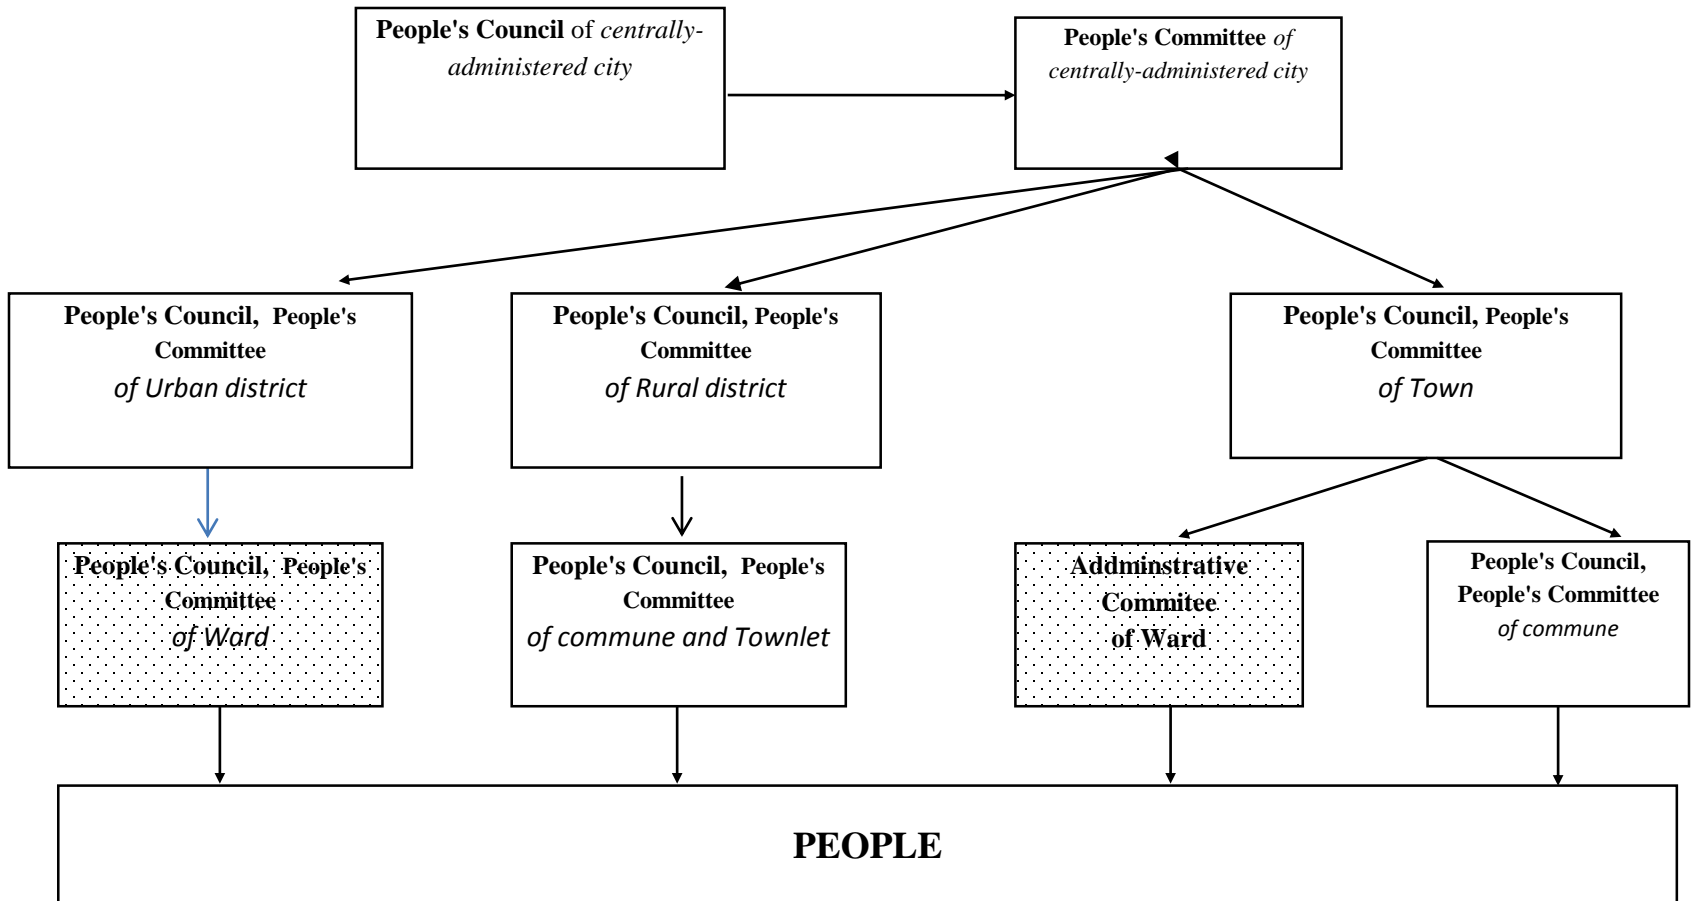 People's Council of centrally-
administered city
People's Committee of
centrally-administered city
People's Council, People's
Committee
of Urban district
People's Council, People's
Committee
of Rural district
People's Council, People's
Committee
of Town
People's Council, People's
Committee
of Ward
People's Council, People's
Committee
of commune and Townlet
Addminstrative
Commitee
of Ward
People's Council,
People's Committee
of commune
PEOPLE